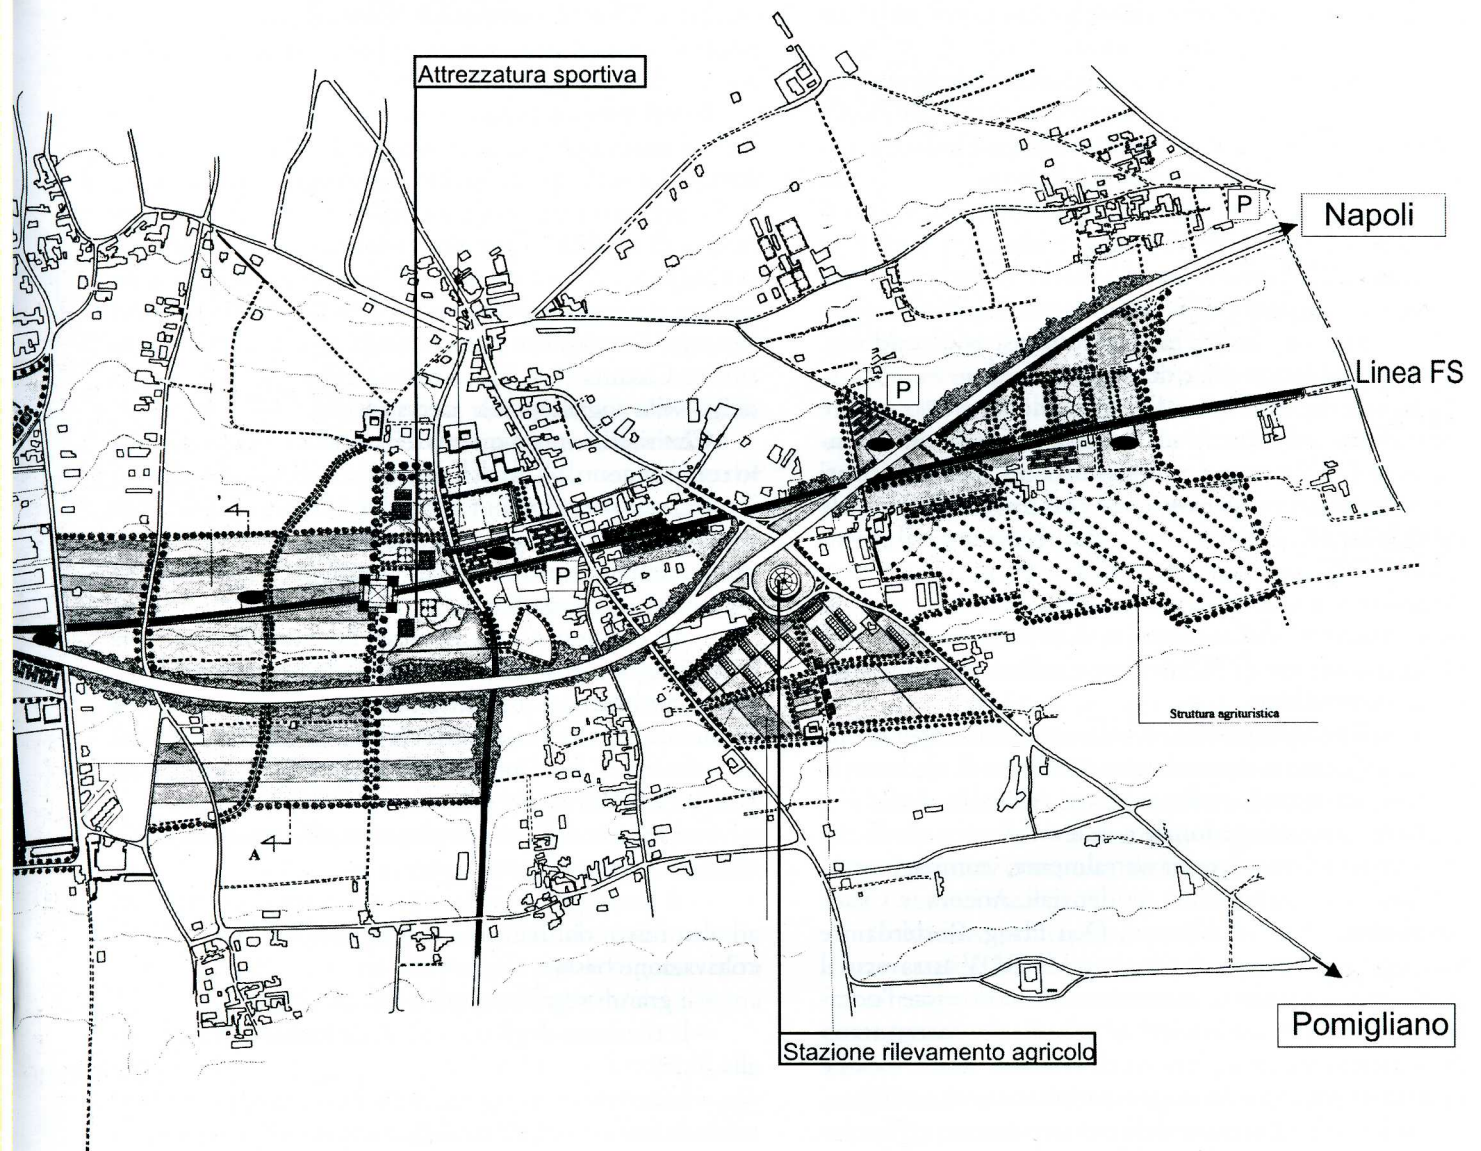 Attrezzatura sportiva
P
Napoli
Linea FS
P
P
Struttura agrituristica
A
Stazione rilevamento agricolo
Pomigliano